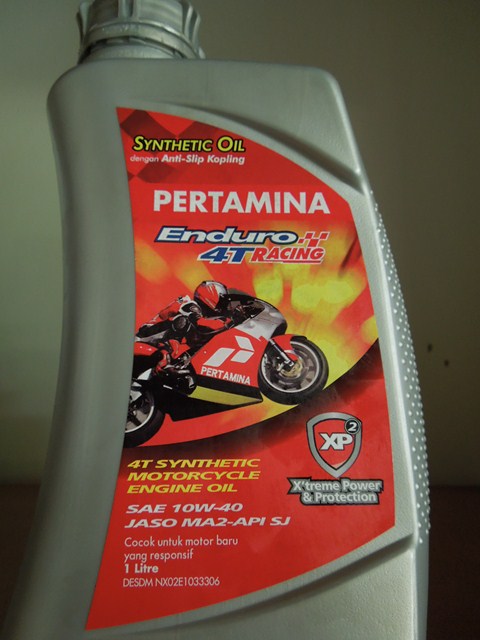 SYNTHETIC OIL
dengan Anti-Slip Kopling
PERTAMINA
Enduro
4T RACING
PERTAMINA
XP2
X'treme Power
& Protection
4T SYNTHETIC
MOTORCYCLE
ENGINE OIL
SAE 10W-40
JASO MA2-API SJ
Cocok untuk motor baru
yang responsif
1 Litre
DESDM NX02E1033306